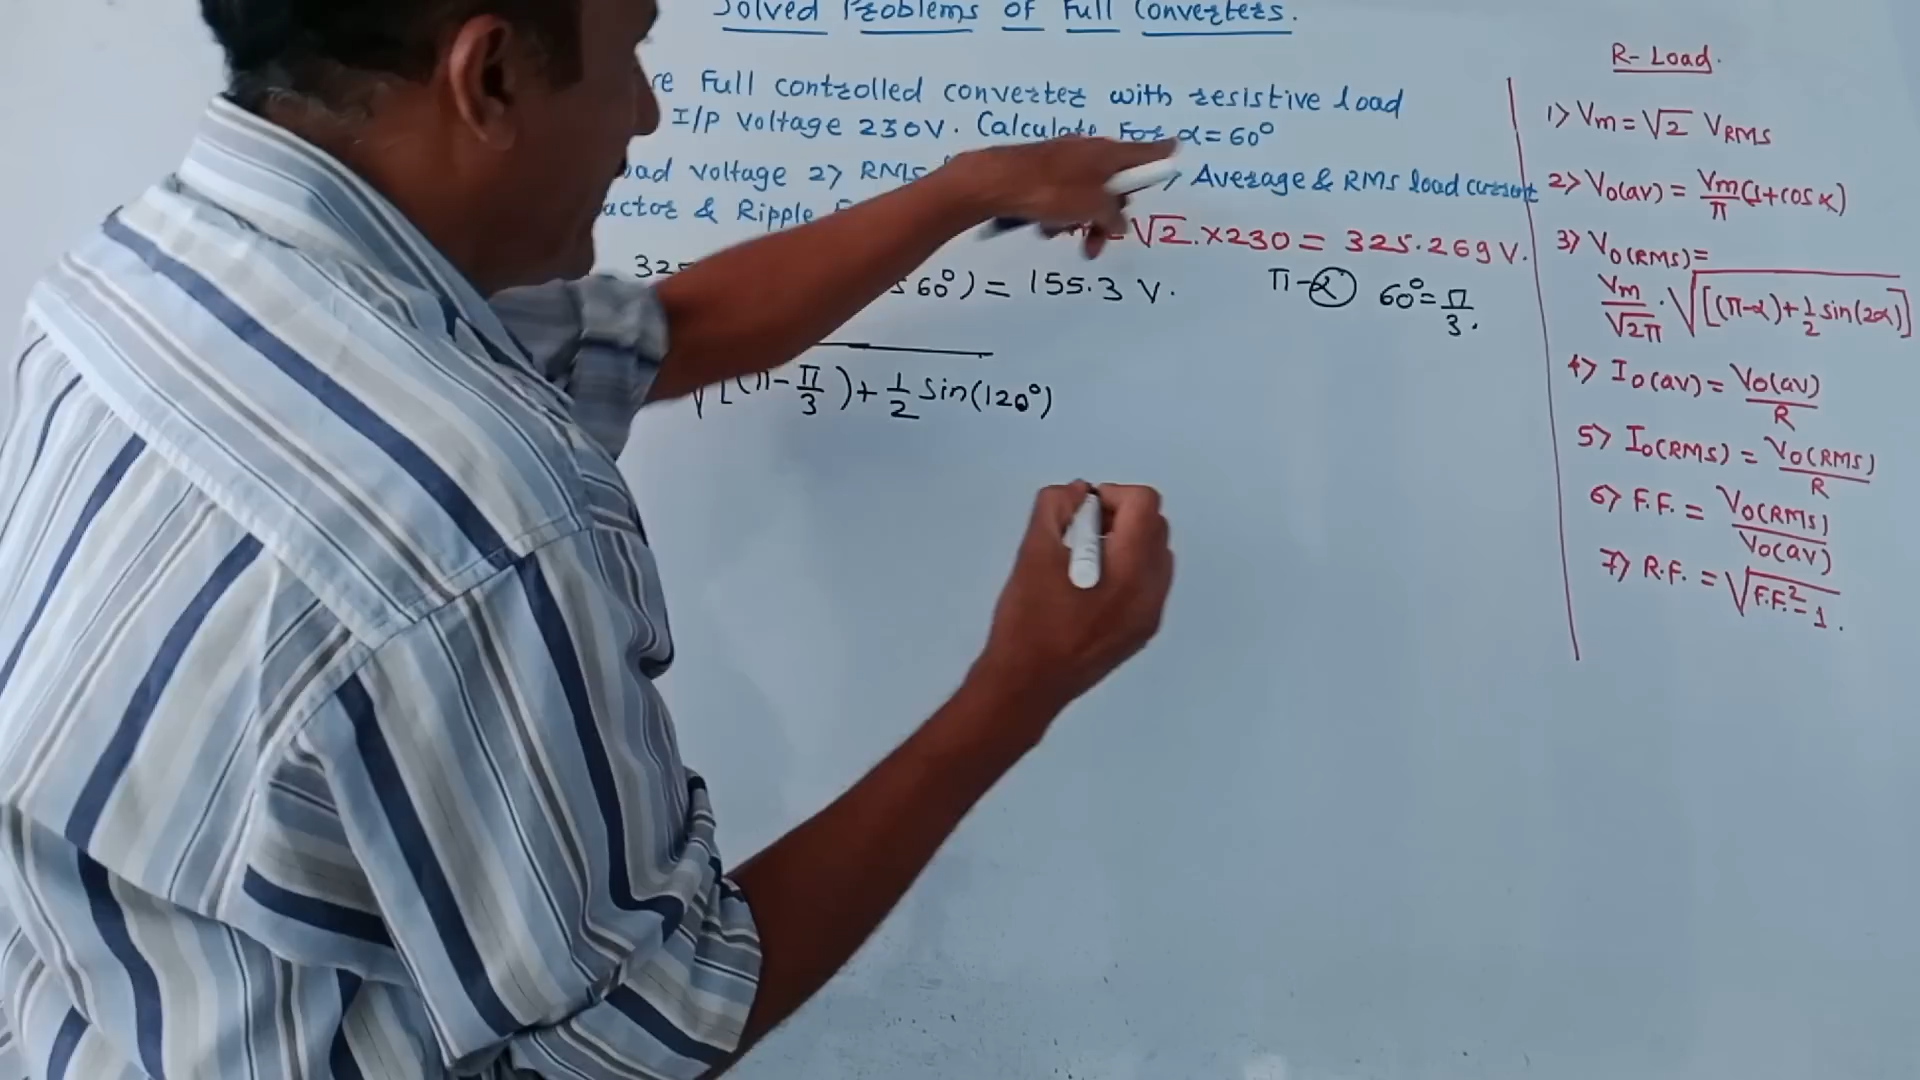 Solved Problems of Full Converters.
Full controlled converter with resistive load
I/P Voltage 230V. Calculate For α = 60°
voltage 2) RMS Average & RMS load current
& Ripple
√2 × 230 = 325.269 V.
60°) = 155.3 V.
π-α 60° = π/3.
√[(π-π/3)+1/2 sin(120°)
R-Load.
1) Vm = √2 VRMS
2) Vo(av) = Vm/π (1+cos α)
3) Vo(RMS) =
Vm/√2π . √[(π-α)+1/2 sin(2α)]
4) Io(av) = Vo(av)/R
5) Io(RMS) = Vo(RMS)/R
6) F.F. = Vo(RMS)/Vo(av)
7) R.F. = √F.F.²-1.